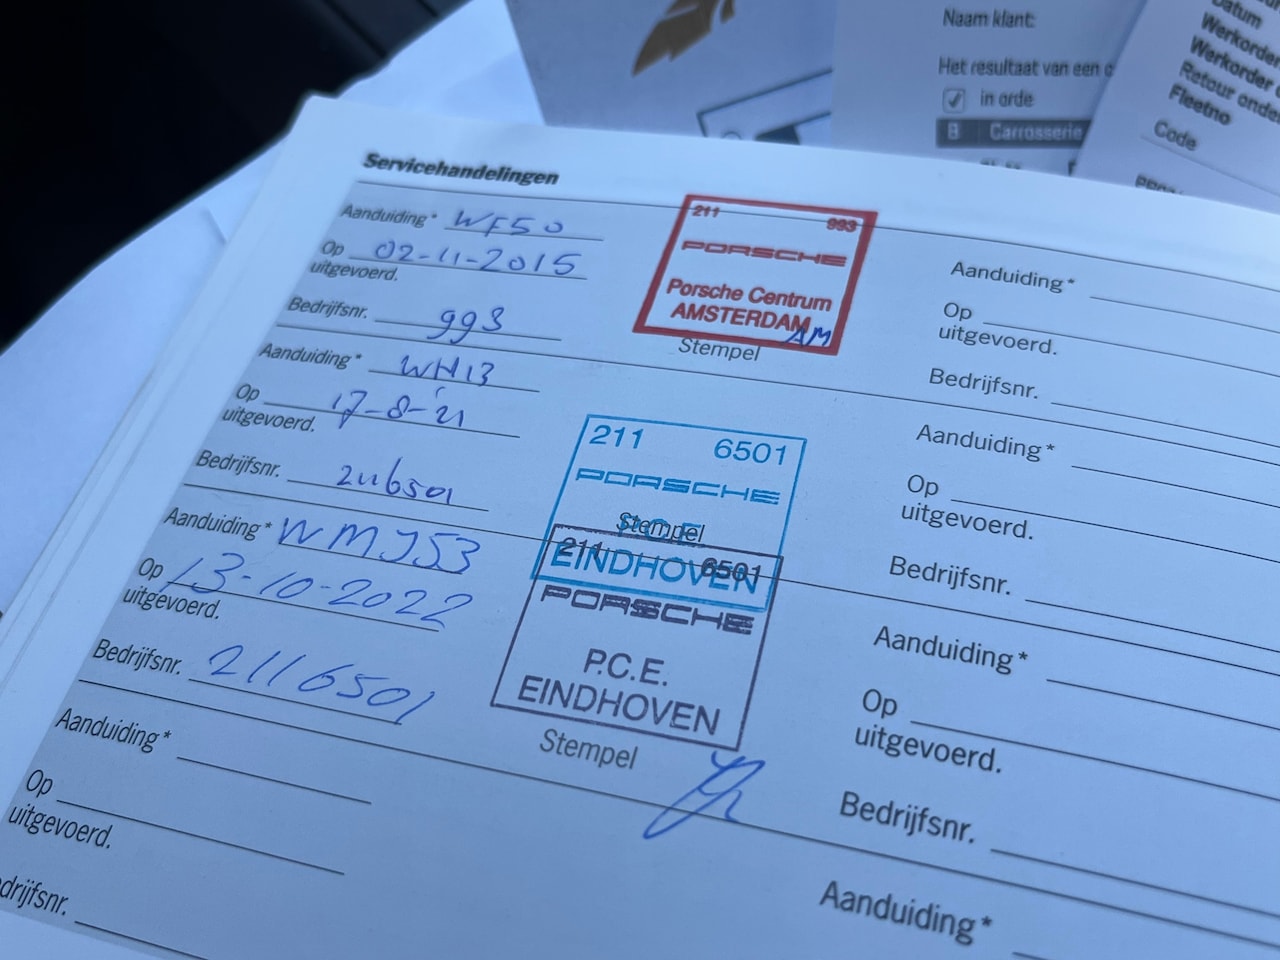 Naam klant:
Het resultaat van een
in orde
B Carrosserie
Datum
Werkorder
Werkorder
Retour onde
Fleetno
Code
Servicehandelingen
Aanduiding * WF50
Op 02-11-2015
uitgevoerd.
Bedrijfsnr. 993
211 993
PORSCHE
Porsche Centrum
AMSTERDAM
AM
Stempel
Aanduiding * WH13
Op 17-8-'21
uitgevoerd.
Bedrijfsnr. 2116501
211 6501
PORSCHE
P.C.E.
EINDHOVEN
Stempel
Aanduiding * WMJ53
Op 13-10-2022
uitgevoerd.
Bedrijfsnr. 2116501
211 6501
PORSCHE
P.C.E.
EINDHOVEN
Stempel
Aanduiding *
Op
uitgevoerd.
drijfsnr.
Aanduiding *
Op
uitgevoerd.
Bedrijfsnr.
Aanduiding *
Op
uitgevoerd.
Bedrijfsnr.
Aanduiding *
Op
uitgevoerd.
Bedrijfsnr.
Aanduiding *